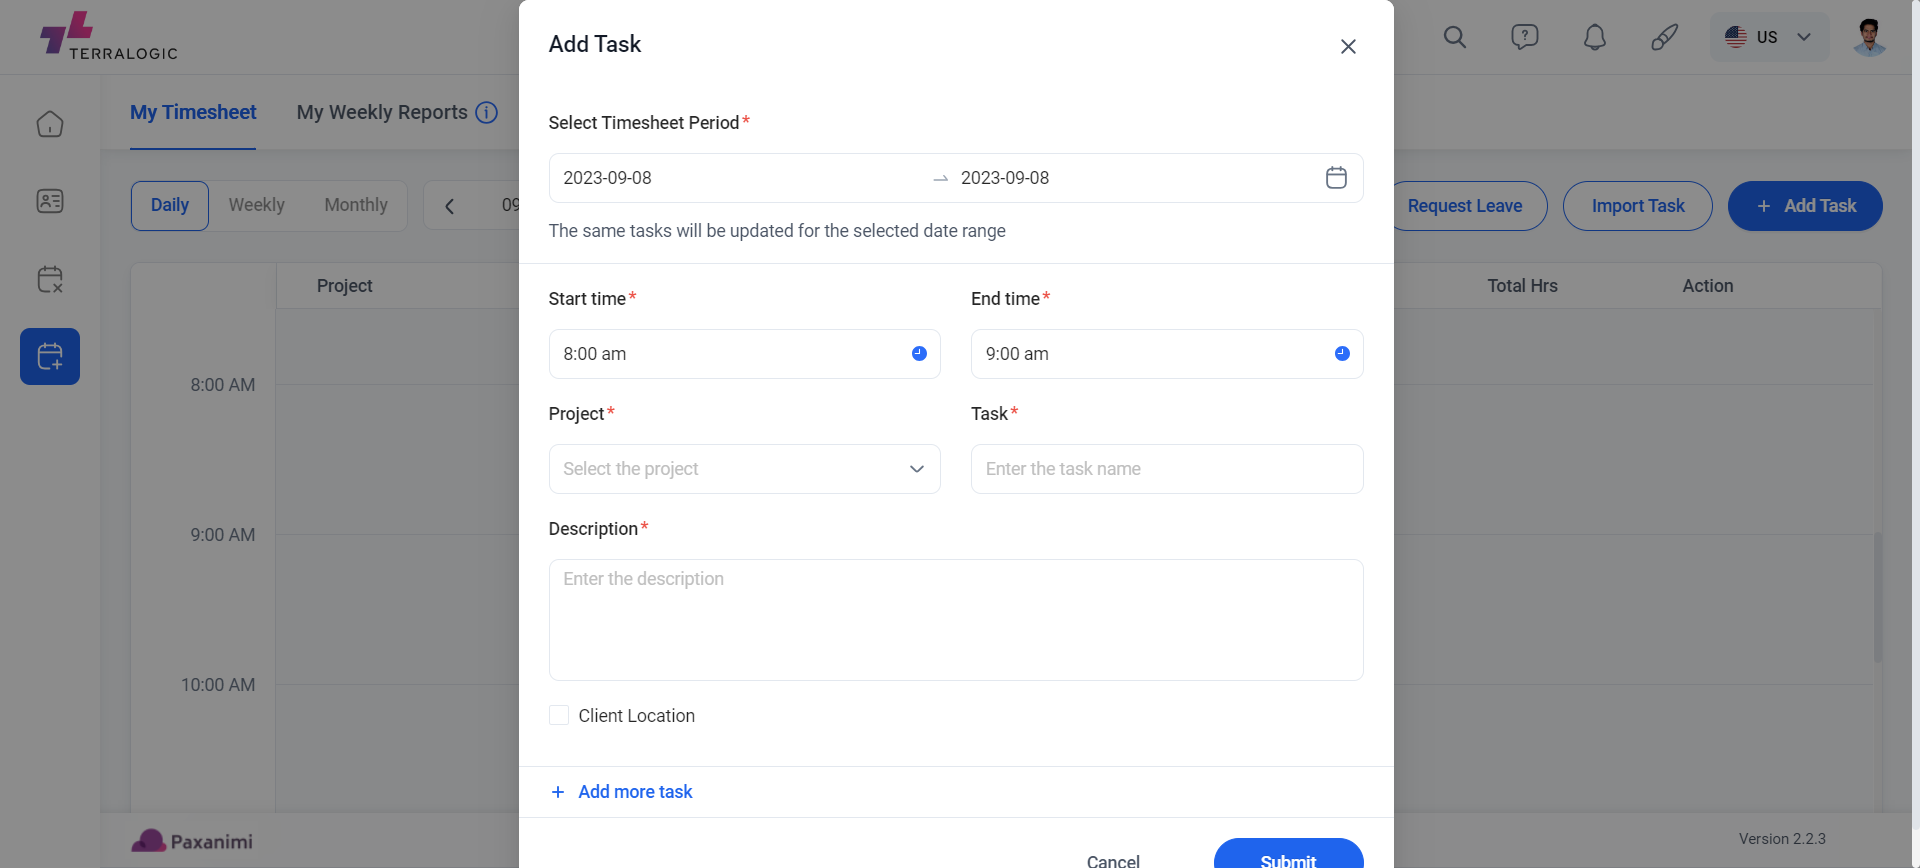 TERRALOGIC
US
My Timesheet
My Weekly Reports
Daily
Weekly
Monthly
09
Request Leave
Import Task
+ Add Task
Project
Total Hrs
Action
8:00 AM
9:00 AM
10:00 AM
Add Task
Select Timesheet Period*
2023-09-08 → 2023-09-08
The same tasks will be updated for the selected date range
Start time*
End time*
8:00 am
9:00 am
Project*
Task*
Select the project
Enter the task name
Description*
Enter the description
Client Location
+ Add more task
Cancel
Submit
Paxanimi
Version 2.2.3